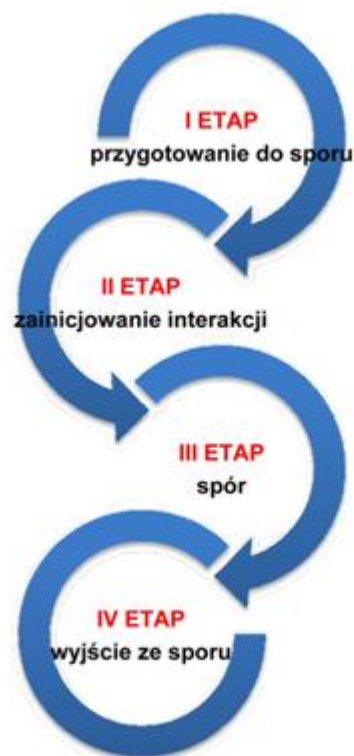 I ETAP
przygotowanie do sporu
II ETAP
zainicjowanie interakcji
III ETAP
spór
IV ETAP
wyjście ze sporu